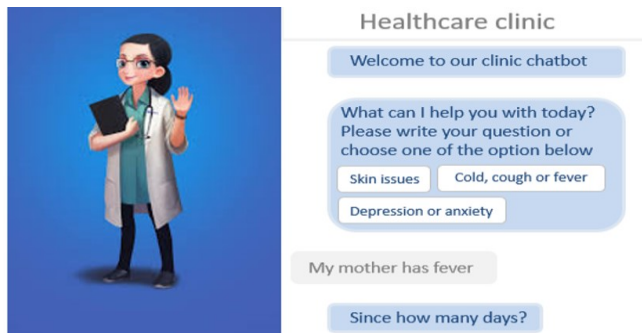 Healthcare clinic
Welcome to our clinic chatbot
What can I help you with today?
Please write your question or
choose one of the option below
Skin issues
Cold, cough or fever
Depression or anxiety
My mother has fever
Since how many days?